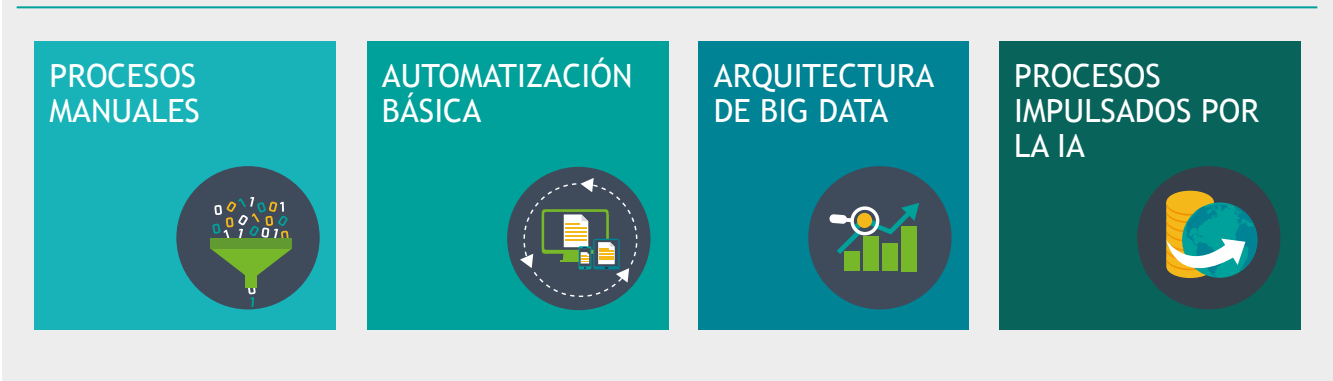 PROCESOS
MANUALES
AUTOMATIZACIÓN
BÁSICA
ARQUITECTURA
DE BIG DATA
PROCESOS
IMPULSADOS POR
LA IA